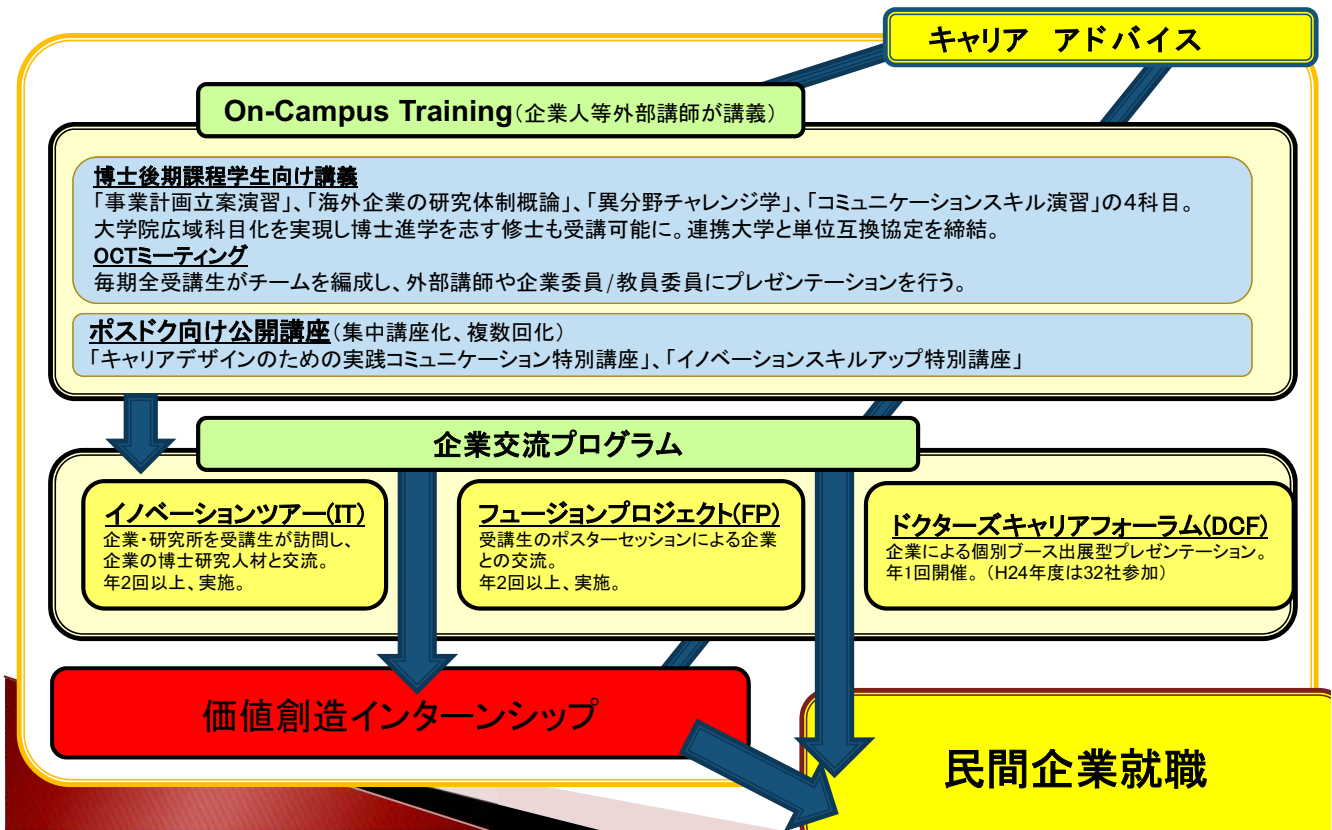 キャリア アドバイス
On-Campus Training(企業人等外部講師が講義)
博士後期課程学生向け講義
「事業計画立案演習」、「海外企業の研究体制概論」、「異分野チャレンジ学」、「コミュニケーションスキル演習」の4科目。
大学院広域科目化を実現し博士進学を志す修士も受講可能に。連携大学と単位互換協定を締結。
OCTミーティング
毎期全受講生がチームを編成し、外部講師や企業委員/教員委員にプレゼンテーションを行う。
ポスドク向け公開講座(集中講座化、複数回化)
「キャリアデザインのための実践コミュニケーション特別講座」、「イノベーションスキルアップ特別講座」
企業交流プログラム
イノベーションツアー(IT)
企業・研究所を受講生が訪問し、
企業の博士研究人材と交流。
年2回以上、実施。
フュージョンプロジェクト(FP)
受講生のポスターセッションによる企業
との交流。
年2回以上、実施。
ドクターズキャリアフォーラム(DCF)
企業による個別ブース出展型プレゼンテーション。
年1回開催。(H24年度は32社参加)
価値創造インターンシップ
民間企業就職